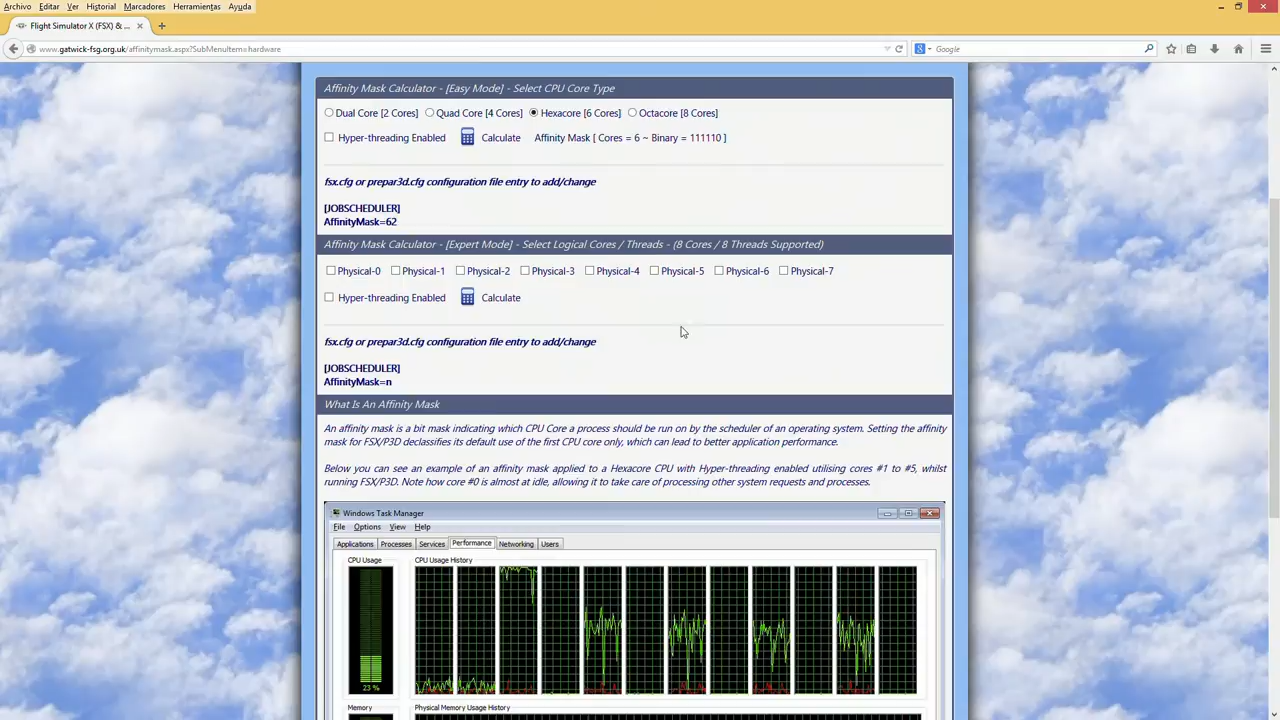 Archivo Editar Ver Historial Marcadores Herramientas Ayuda
Flight Simulator X (FSX) & ...
www.gatwick-fsg.org.uk/affinitymask.aspx?SubMenuItem=hardware
Google
Affinity Mask Calculator - [Easy Mode] - Select CPU Core Type
Dual Core [2 Cores] Quad Core [4 Cores] Hexacore [6 Cores] Octacore [8 Cores]
Hyper-threading Enabled Calculate Affinity Mask [ Cores = 6 ~ Binary = 111110 ]
fsx.cfg or prepar3d.cfg configuration file entry to add/change
[JOBSCHEDULER]
AffinityMask=62
Affinity Mask Calculator - [Expert Mode] - Select Logical Cores / Threads - (8 Cores / 8 Threads Supported)
Physical-0 Physical-1 Physical-2 Physical-3 Physical-4 Physical-5 Physical-6 Physical-7
Hyper-threading Enabled Calculate
fsx.cfg or prepar3d.cfg configuration file entry to add/change
[JOBSCHEDULER]
AffinityMask=n
What Is An Affinity Mask
An affinity mask is a bit mask indicating which CPU Core a process should be run on by the scheduler of an operating system. Setting the affinity
mask for FSX/P3D declassifies its default use of the first CPU core only, which can lead to better application performance.
Below you can see an example of an affinity mask applied to a Hexacore CPU with Hyper-threading enabled utilising cores #1 to #5, whilst
running FSX/P3D. Note how core #0 is almost at idle, allowing it to take care of processing other system requests and processes.
Windows Task Manager
File Options View Help
Applications Processes Services Performance Networking Users
CPU Usage CPU Usage History
23 %
Memory Physical Memory Usage History